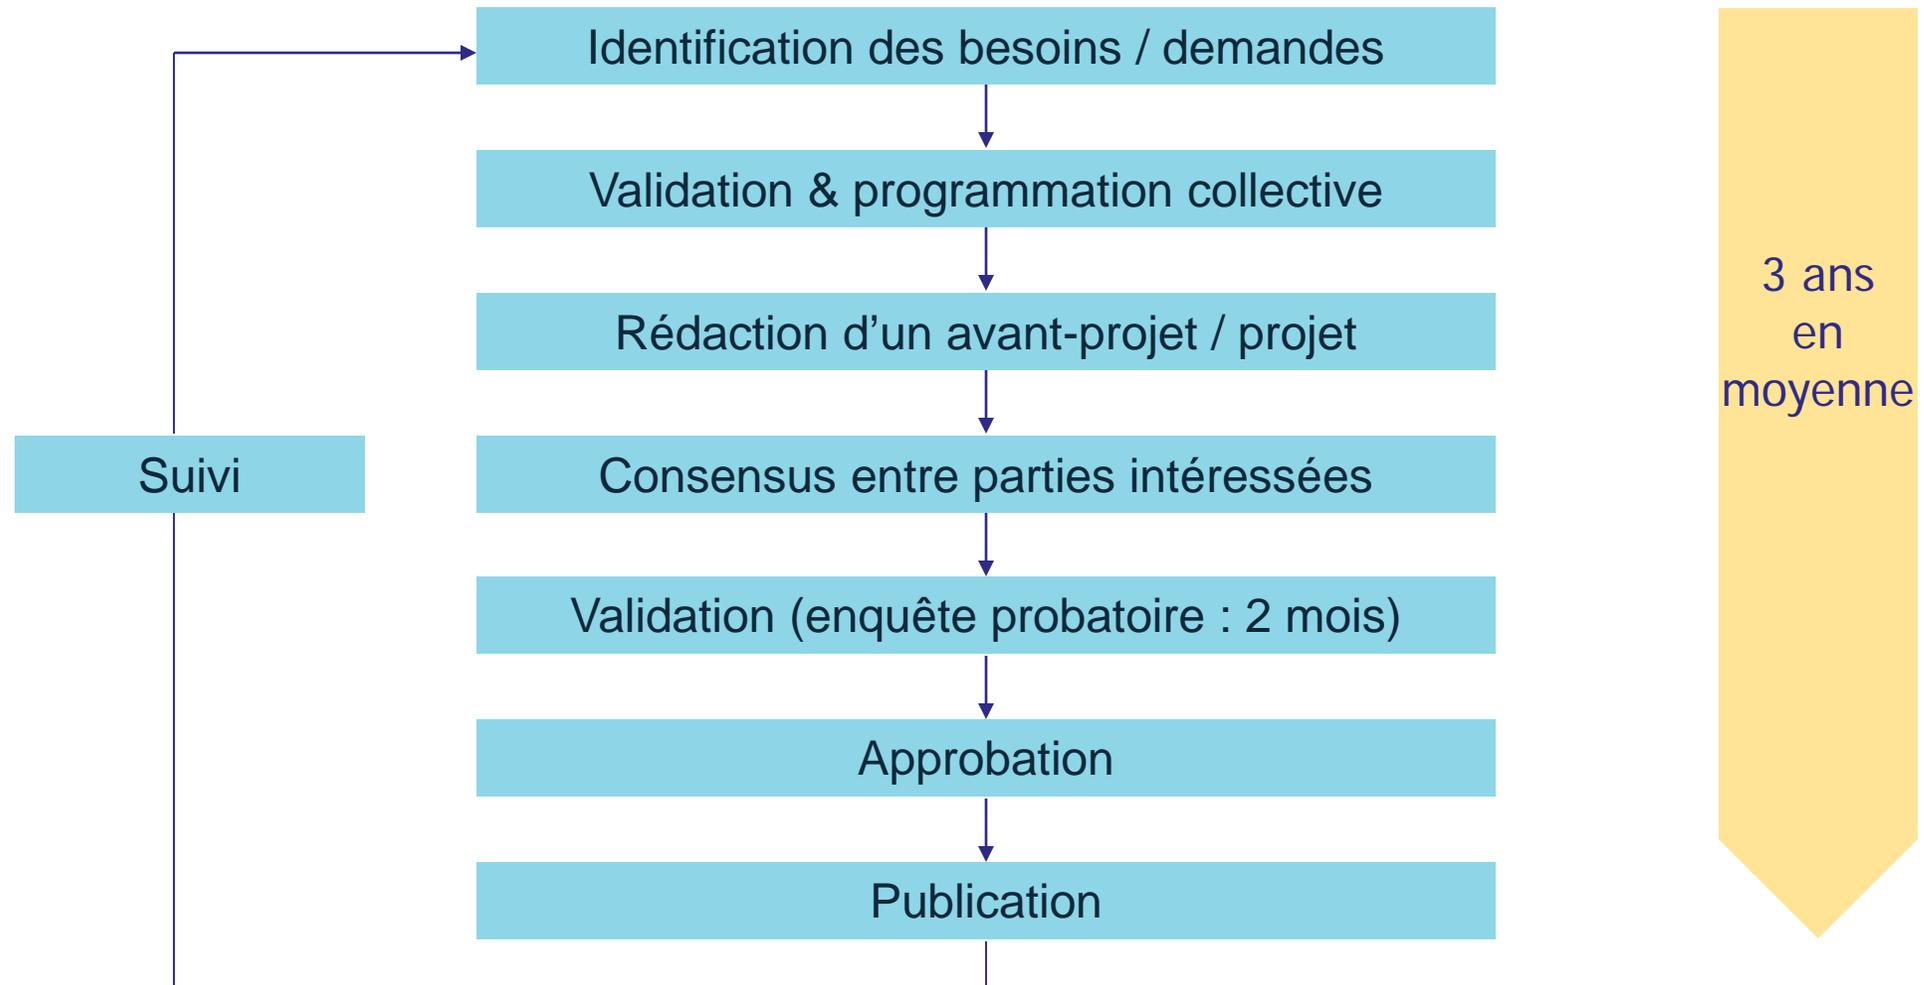 Identification des besoins / demandes
Validation & programmation collective
Rédaction d’un avant-projet / projet
Suivi
Consensus entre parties intéressées
Validation (enquête probatoire : 2 mois)
Approbation
Publication
3 ans
en
moyenne